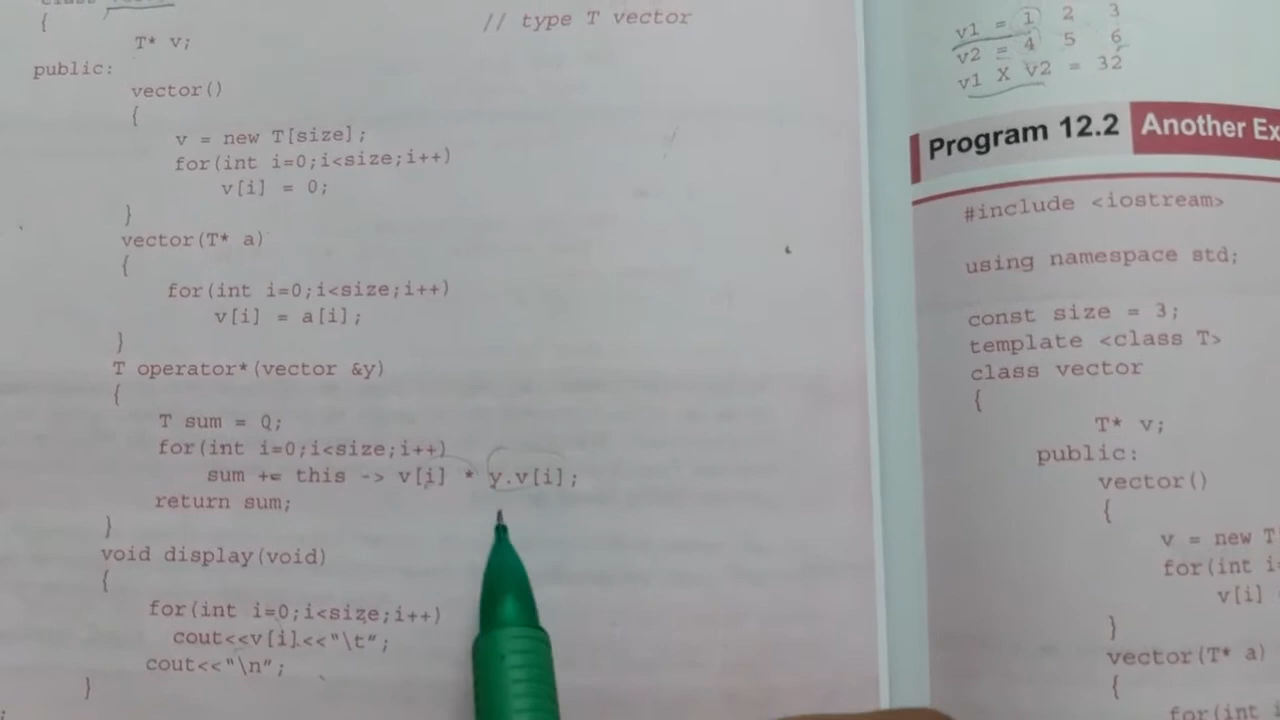 {
// type T vector
T* v;
public:
vector()
{
v = new T[size];
for(int i=0;i<size;i++)
v[i] = 0;
}
vector(T* a)
{
for(int i=0;i<size;i++)
v[i] = a[i];
}
T operator*(vector &y)
{
T sum = Q;
for(int i=0;i<size;i++)
sum += this -> v[i] * y.v[i];
return sum;
}
void display(void)
{
for(int i=0;i<size;i++)
cout<<v[i]<<"\t";
cout<<"\n";
}
v1 = 1 2 3
v2 = 4 5 6
v1 X v2 = 32
Program 12.2 Another
#include <iostream>
using namespace std;
const size = 3;
template <class T>
class vector
{
T* v;
public:
vector()
{
v = new T
for(int
v[i]
}
vector(T* a)
{
for(int